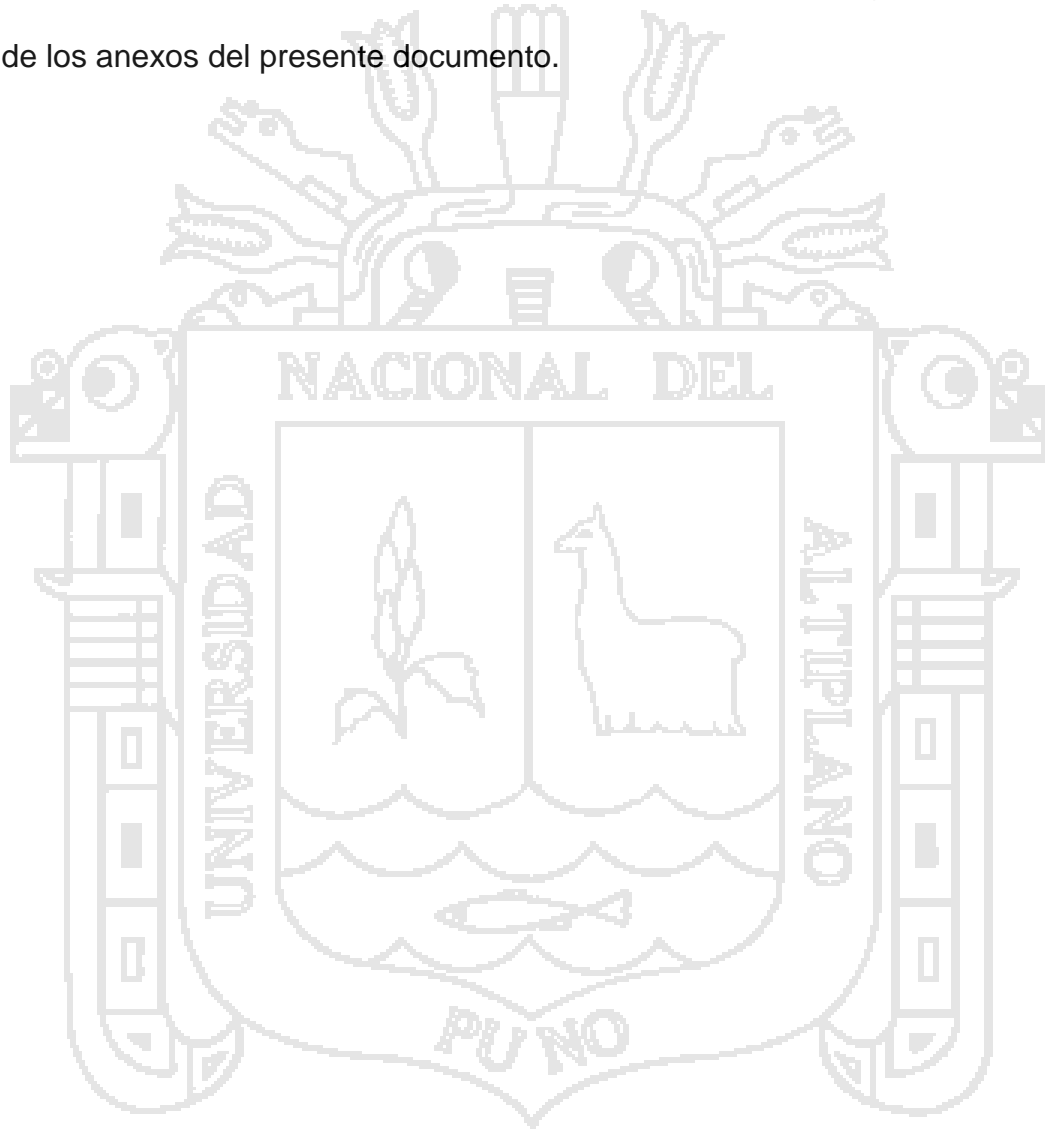 de los anexos del presente documento.
NACIONAL DEL
UNIVERSIDAD
ALTIPLANO
PUNO